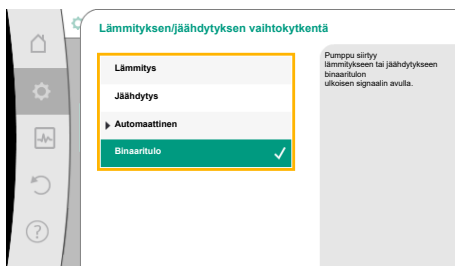 Lämmityksen/jäähdytyksen vaihtokytkentä
Lämmitys
Jäähdytys
Automaattinen
Binaaritulo
Pumppu siirtyy
lämmitykseen tai jäähdytykseen
binaaritulon
ulkoisen signaalin avulla.
?